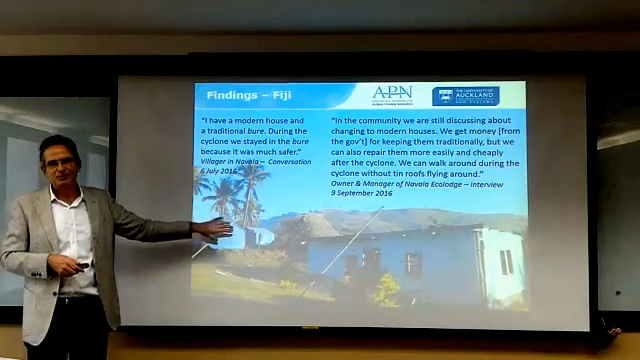 Findings – Fiji
APN
THE UNIVERSITY OF
AUCKLAND
NEW ZEALAND
"I have a modern house and
a traditional bure. During the
cyclone we stayed in the bure
because it was much safer."
Villager in Navala – Conversation
6 July 2016
"In the community we are still discussing about
changing to modern houses. We get money [from
the gov't] for keeping them traditionally, but we
can also repair them more easily and cheaply
after the cyclone. We can walk around during the
cyclone without tin roofs flying around."
Owner & Manager of Navala Ecolodge – Interview
9 September 2016